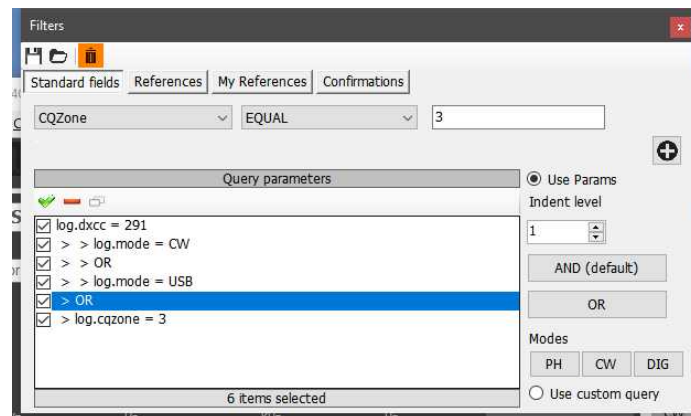 Filters
Standard fields References My References Confirmations
CQZone EQUAL 3
Query parameters
Use Params
Indent level
log.dxcc = 291
1
> > log.mode = CW
> > OR
AND (default)
> > log.mode = USB
> OR
OR
> log.cqzone = 3
Modes
PH CW DIG
6 items selected
Use custom query